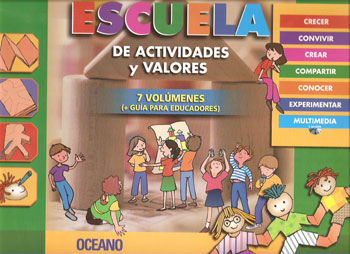 ESCUELA
DE ACTIVIDADES
y VALORES
7 VOLÚMENES
(+ GUÍA PARA EDUCADORES)
CRECER
CONVIVIR
CREAR
COMPARTIR
CONOCER
EXPERIMENTAR
MULTIMEDIA
OCEANO